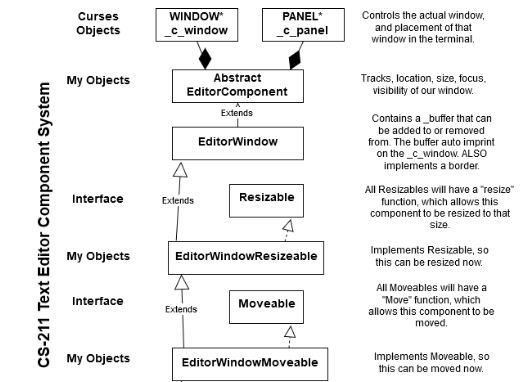 CS-211 Text Editor Component System
Curses
Objects
WINDOW*
_c_window
PANEL*
_c_panel
Controls the actual window,
and placement of that
window in the terminal.
My Objects
Abstract
EditorComponent
Tracks, location, size, focus,
visibility of our window.
Extends
EditorWindow
Contains a _buffer that can
be added to or removed
from. The buffer auto imprint
on the _c_window. ALSO
implements a border.
Interface
Extends
Resizable
All Resizables will have a "resize"
function, which allows this
component to be resized to that
size.
My Objects
EditorWindowResizeable
Implements Resizable, so
this can be resized now.
Interface
Extends
Moveable
All Moveables will have a
"Move" function, which
allows this component to be
moved.
My Objects
EditorWindowMoveable
Implements Moveable, so
this can be moved now.